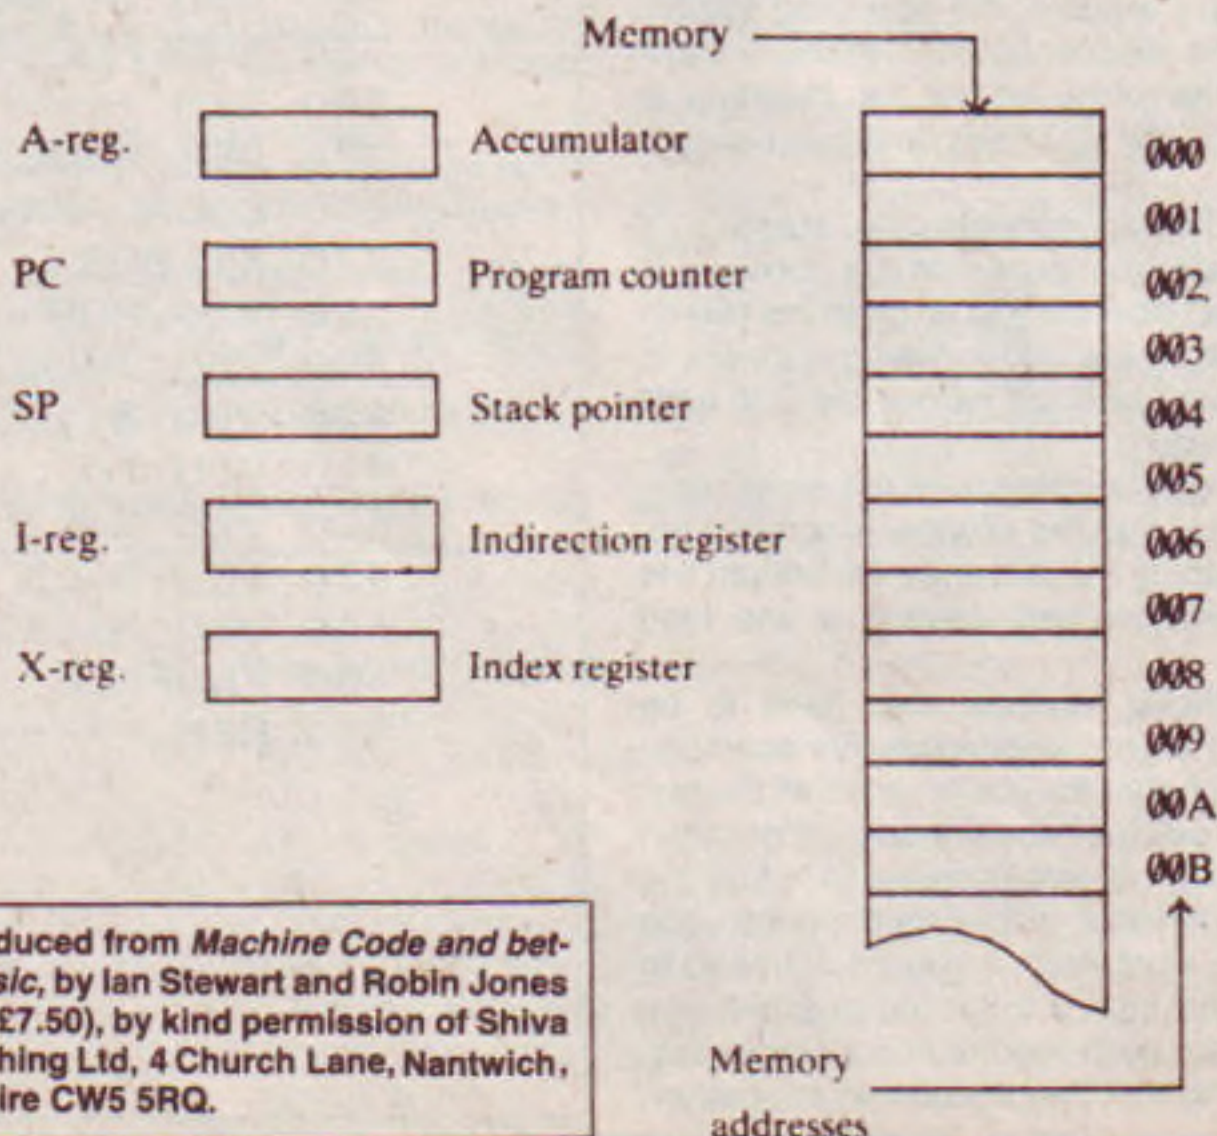 Memory
A-reg. Accumulator
PC Program counter
SP Stack pointer
I-reg. Indirection register
X-reg. Index register
000
001
002
003
004
005
006
007
008
009
00A
00B
duced from Machine Code and bet-
sic, by Ian Stewart and Robin Jones
£7.50), by kind permission of Shiva
hing Ltd, 4 Church Lane, Nantwich,
ire CW5 5RQ.
Memory
addresses